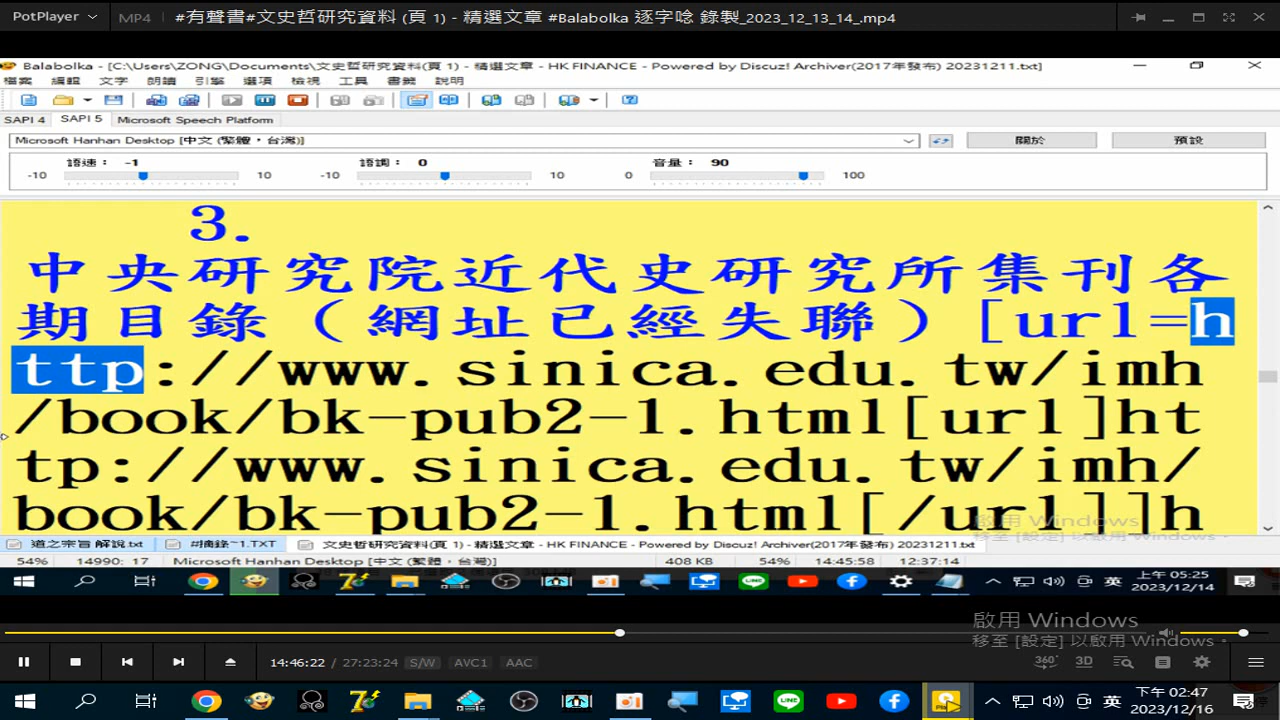 PotPlayer MP4 #有聲書#文史哲研究資料 (頁 1) - 精選文章 #Balabolka 逐字唸 錄製_2023_12_13_14_.mp4
Balabolka - [C:\Users\ZONG\Documents\文史哲研究資料(頁 1) - 精選文章 - HK FINANCE - Powered by Discuz! Archiver(2017年發布) 20231211.txt]
檔案 編輯 文字 朗讀 引擎 選項 檢視 工具 書籤 說明
SAPI 4 SAPI 5 Microsoft Speech Platform
Microsoft Hanhan Desktop [中文 (繁體，台灣)] 關於 預設
語速： -1 語調： 0 音量： 90
-10 10 -10 10 0 100
3.
中央研究院近代史研究所集刊各
期目錄（網址已經失聯）[url=h
ttp://www.sinica.edu.tw/imh
/book/bk-pub2-1.html[url]ht
tp://www.sinica.edu.tw/imh/
book/bk-pub2-1.html[/url]]h
啟用 Windows
移至 [設定] 以啟用 Windows。
道之宗旨 解說.txt #摘錄~1.TXT 文史哲研究資料(頁 1) - 精選文章 - HK FINANCE - Powered by Discuz! Archiver(2017年發布) 20231211.txt
54% 14990: 17 Microsoft Hanhan Desktop [中文 (繁體，台灣)] 408 KB 54% 14:45:58 12:37:14
英 上午 05:25
2023/12/14
啟用 Windows
移至 [設定] 以啟用 Windows。
14:46:22 / 27:23:24 S/W AVC1 AAC 360° 3D
英 下午 02:47
2023/12/16